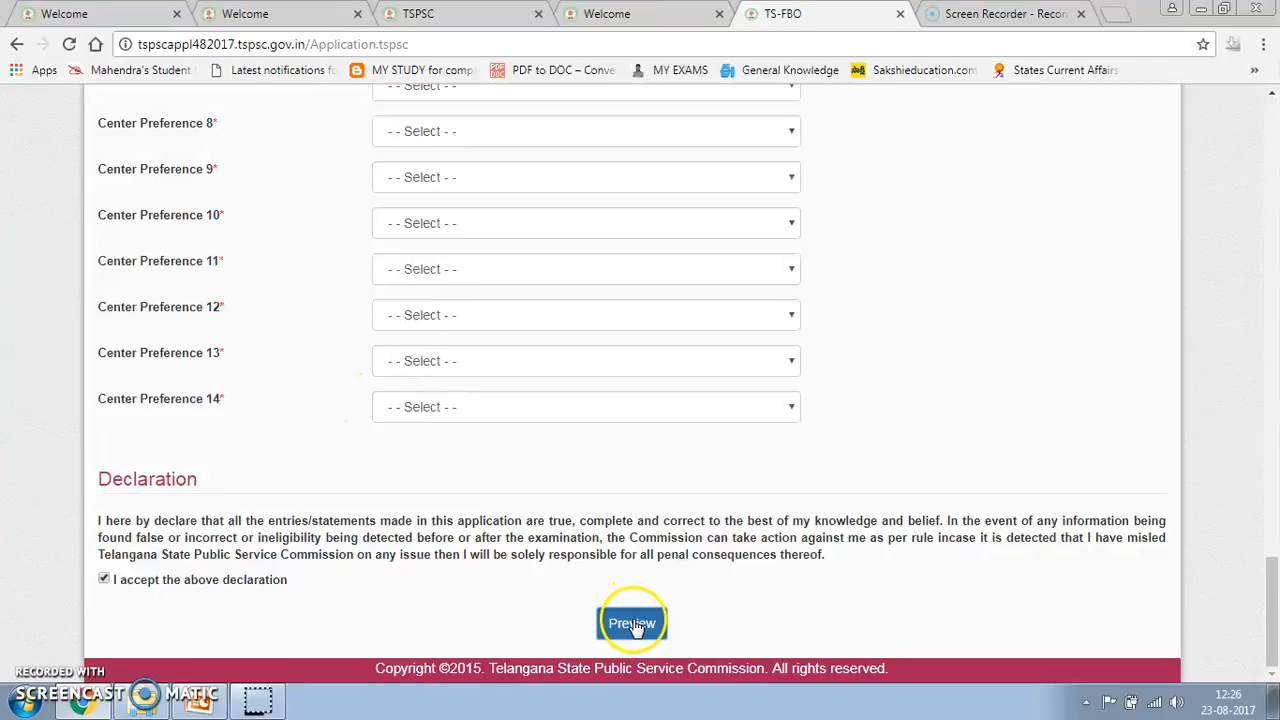 Welcome
Welcome
TSPSC
Welcome
TS-FBO
Screen Recorder - Recor
tspscappl482017.tspsc.gov.in/Application.tspsc
Apps
Mahendra's Student
Latest notifications fo
MY STUDY for comp
PDF to DOC – Conve
MY EXAMS
General Knowledge
Sakshieducation.com
States Current Affairs
»
- - Select - -
Center Preference 8*
- - Select - -
Center Preference 9*
- - Select - -
Center Preference 10*
- - Select - -
Center Preference 11*
- - Select - -
Center Preference 12*
- - Select - -
Center Preference 13*
- - Select - -
Center Preference 14*
- - Select - -
Declaration
I here by declare that all the entries/statements made in this application are true, complete and correct to the best of my knowledge and belief. In the event of any information being
found false or incorrect or ineligibility being detected before or after the examination, the Commission can take action against me as per rule incase it is detected that I have misled
Telangana State Public Service Commission on any issue then I will be solely responsible for all penal consequences thereof.
I accept the above declaration
Preview
Copyright ©2015. Telangana State Public Service Commission. All rights reserved.
RECORDED WITH
SCREENCAST MATIC
12:26
23-08-2017